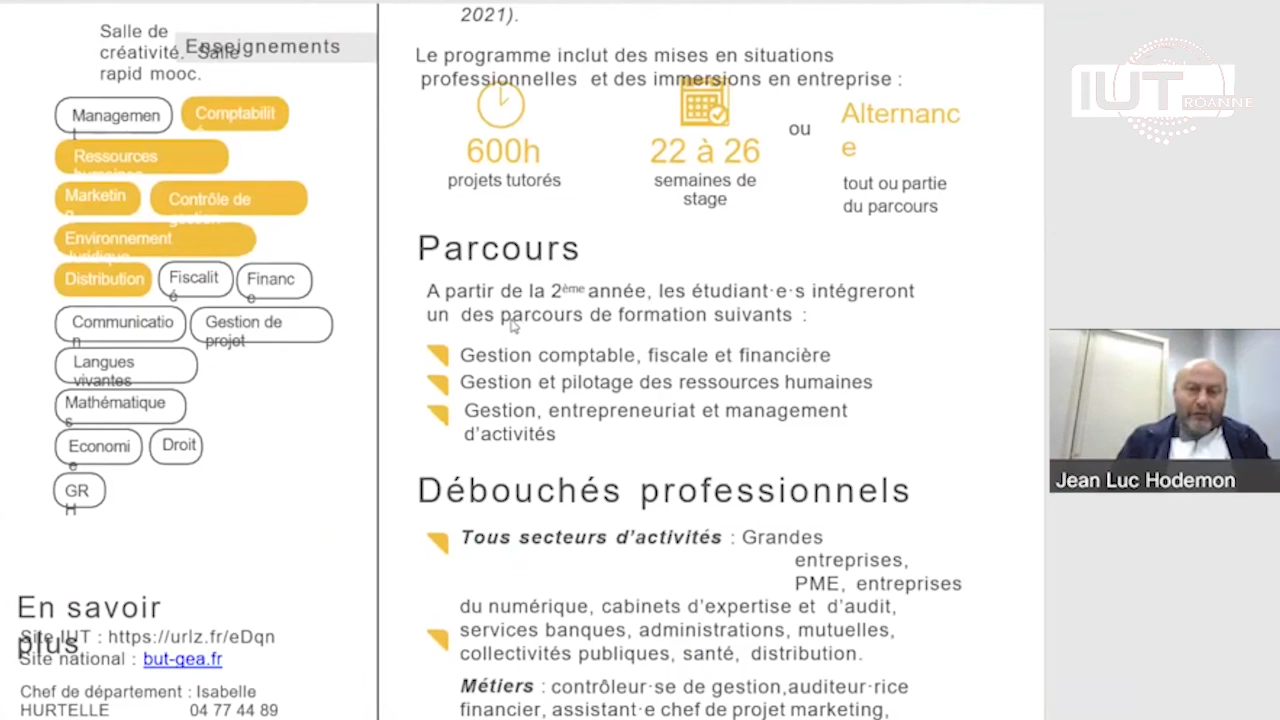 Salle de
créativité. Salle
rapid mooc.
Enseignements
Managemen
t
Comptabilit
é
Ressources
humaines
Marketin
g
Contrôle de
gestion
Environnement
Juridique
Distribution
Fiscalit
é
Financ
e
Communicatio
n
Gestion de
projet
Langues
vivantes
Mathématique
s
Economi
e
Droit
GR
H
En savoir
plus
Site IUT : https://urlz.fr/eDqn
Site national : but-gea.fr
Chef de département : Isabelle
HURTELLE 04 77 44 89
2021).
Le programme inclut des mises en situations
professionnelles et des immersions en entreprise :
600h
projets tutorés
22 à 26
semaines de
stage
ou
Alternanc
e
tout ou partie
du parcours
Parcours
A partir de la 2ème année, les étudiant·e·s intégreront
un des parcours de formation suivants :
Gestion comptable, fiscale et financière
Gestion et pilotage des ressources humaines
Gestion, entrepreneuriat et management
d'activités
Débouchés professionnels
Tous secteurs d'activités : Grandes
entreprises,
PME, entreprises
du numérique, cabinets d'expertise et d'audit,
services banques, administrations, mutuelles,
collectivités publiques, santé, distribution.
Métiers : contrôleur·se de gestion,auditeur·rice
financier, assistant·e chef de projet marketing,
IUT
ROANNE
Jean Luc Hodemon